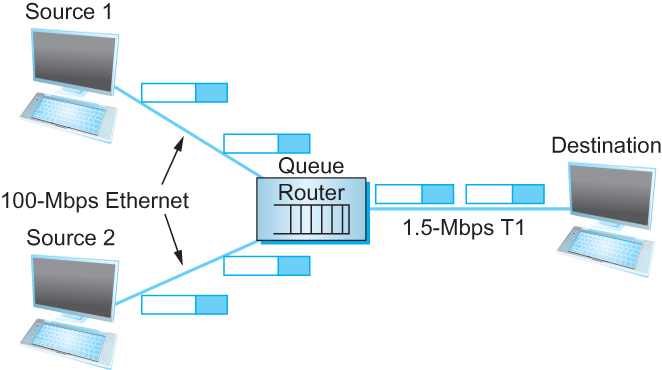 Source 1
Destination
Queue
Router
100-Mbps Ethernet
1.5-Mbps T1
Source 2